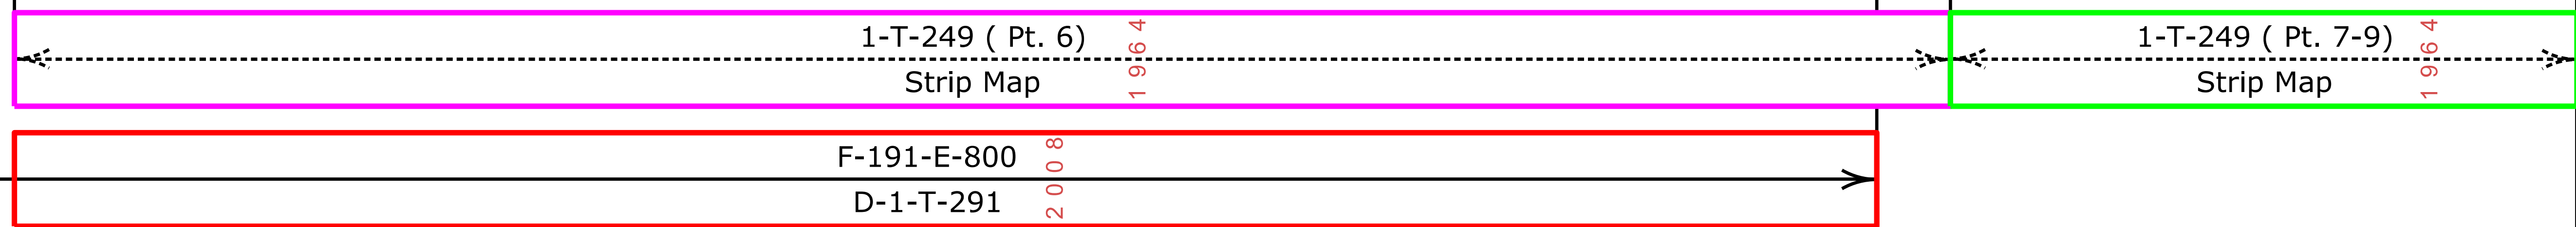 1-T-249 ( Pt. 6)
Strip Map
1964
1-T-249 ( Pt. 7-9)
Strip Map
1964
F-191-E-800
D-1-T-291
2008